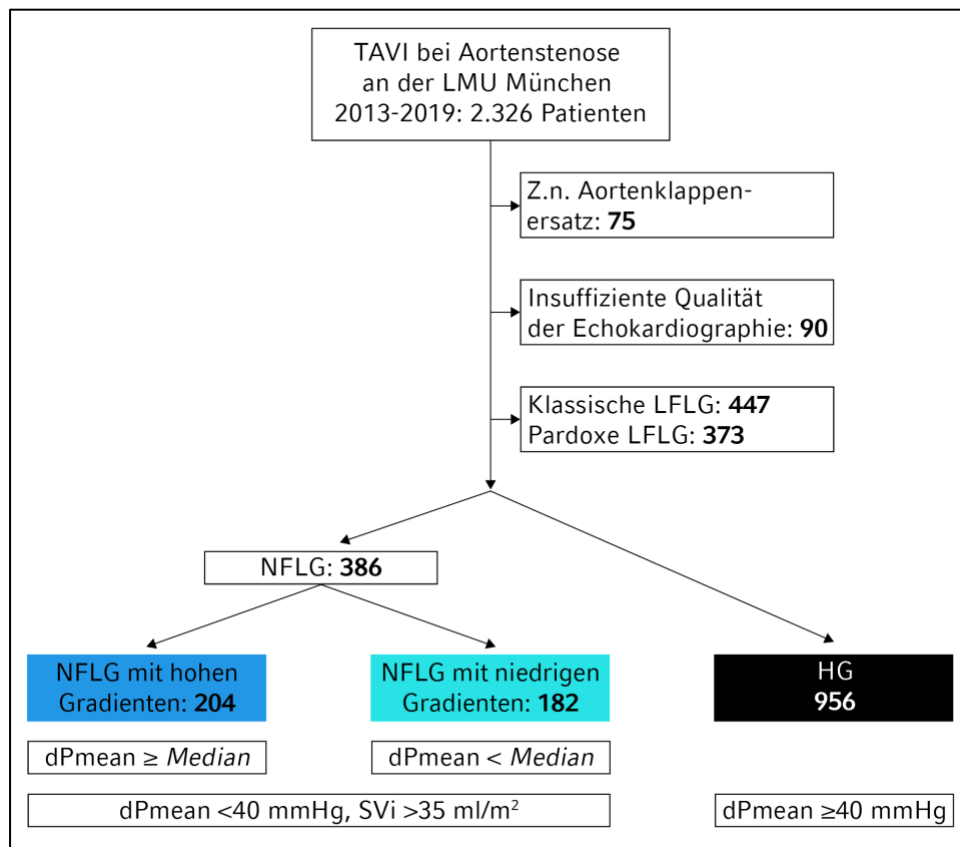 TAVI bei Aortenstenose
an der LMU München
2013-2019: 2.326 Patienten
Z.n. Aortenklappen-
ersatz: 75
Insuffiziente Qualität
der Echokardiographie: 90
Klassische LFLG: 447
Pardoxe LFLG: 373
NFLG: 386
NFLG mit hohen
Gradienten: 204
NFLG mit niedrigen
Gradienten: 182
HG
956
dPmean ≥ Median
dPmean < Median
dPmean <40 mmHg, SVi >35 ml/m²
dPmean ≥40 mmHg